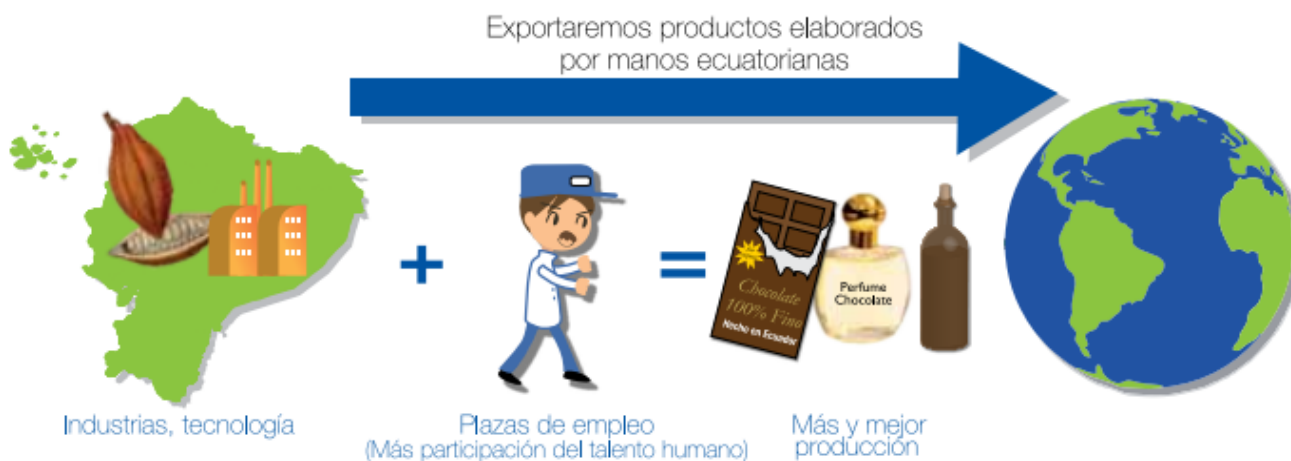 Exportaremos productos elaborados
por manos ecuatorianas
Chocolate
100% Fino
Hecho en Ecuador
Perfume
Chocolate
Industrias, tecnología
Plazas de empleo
(Más participación del talento humano)
Más y mejor
producción